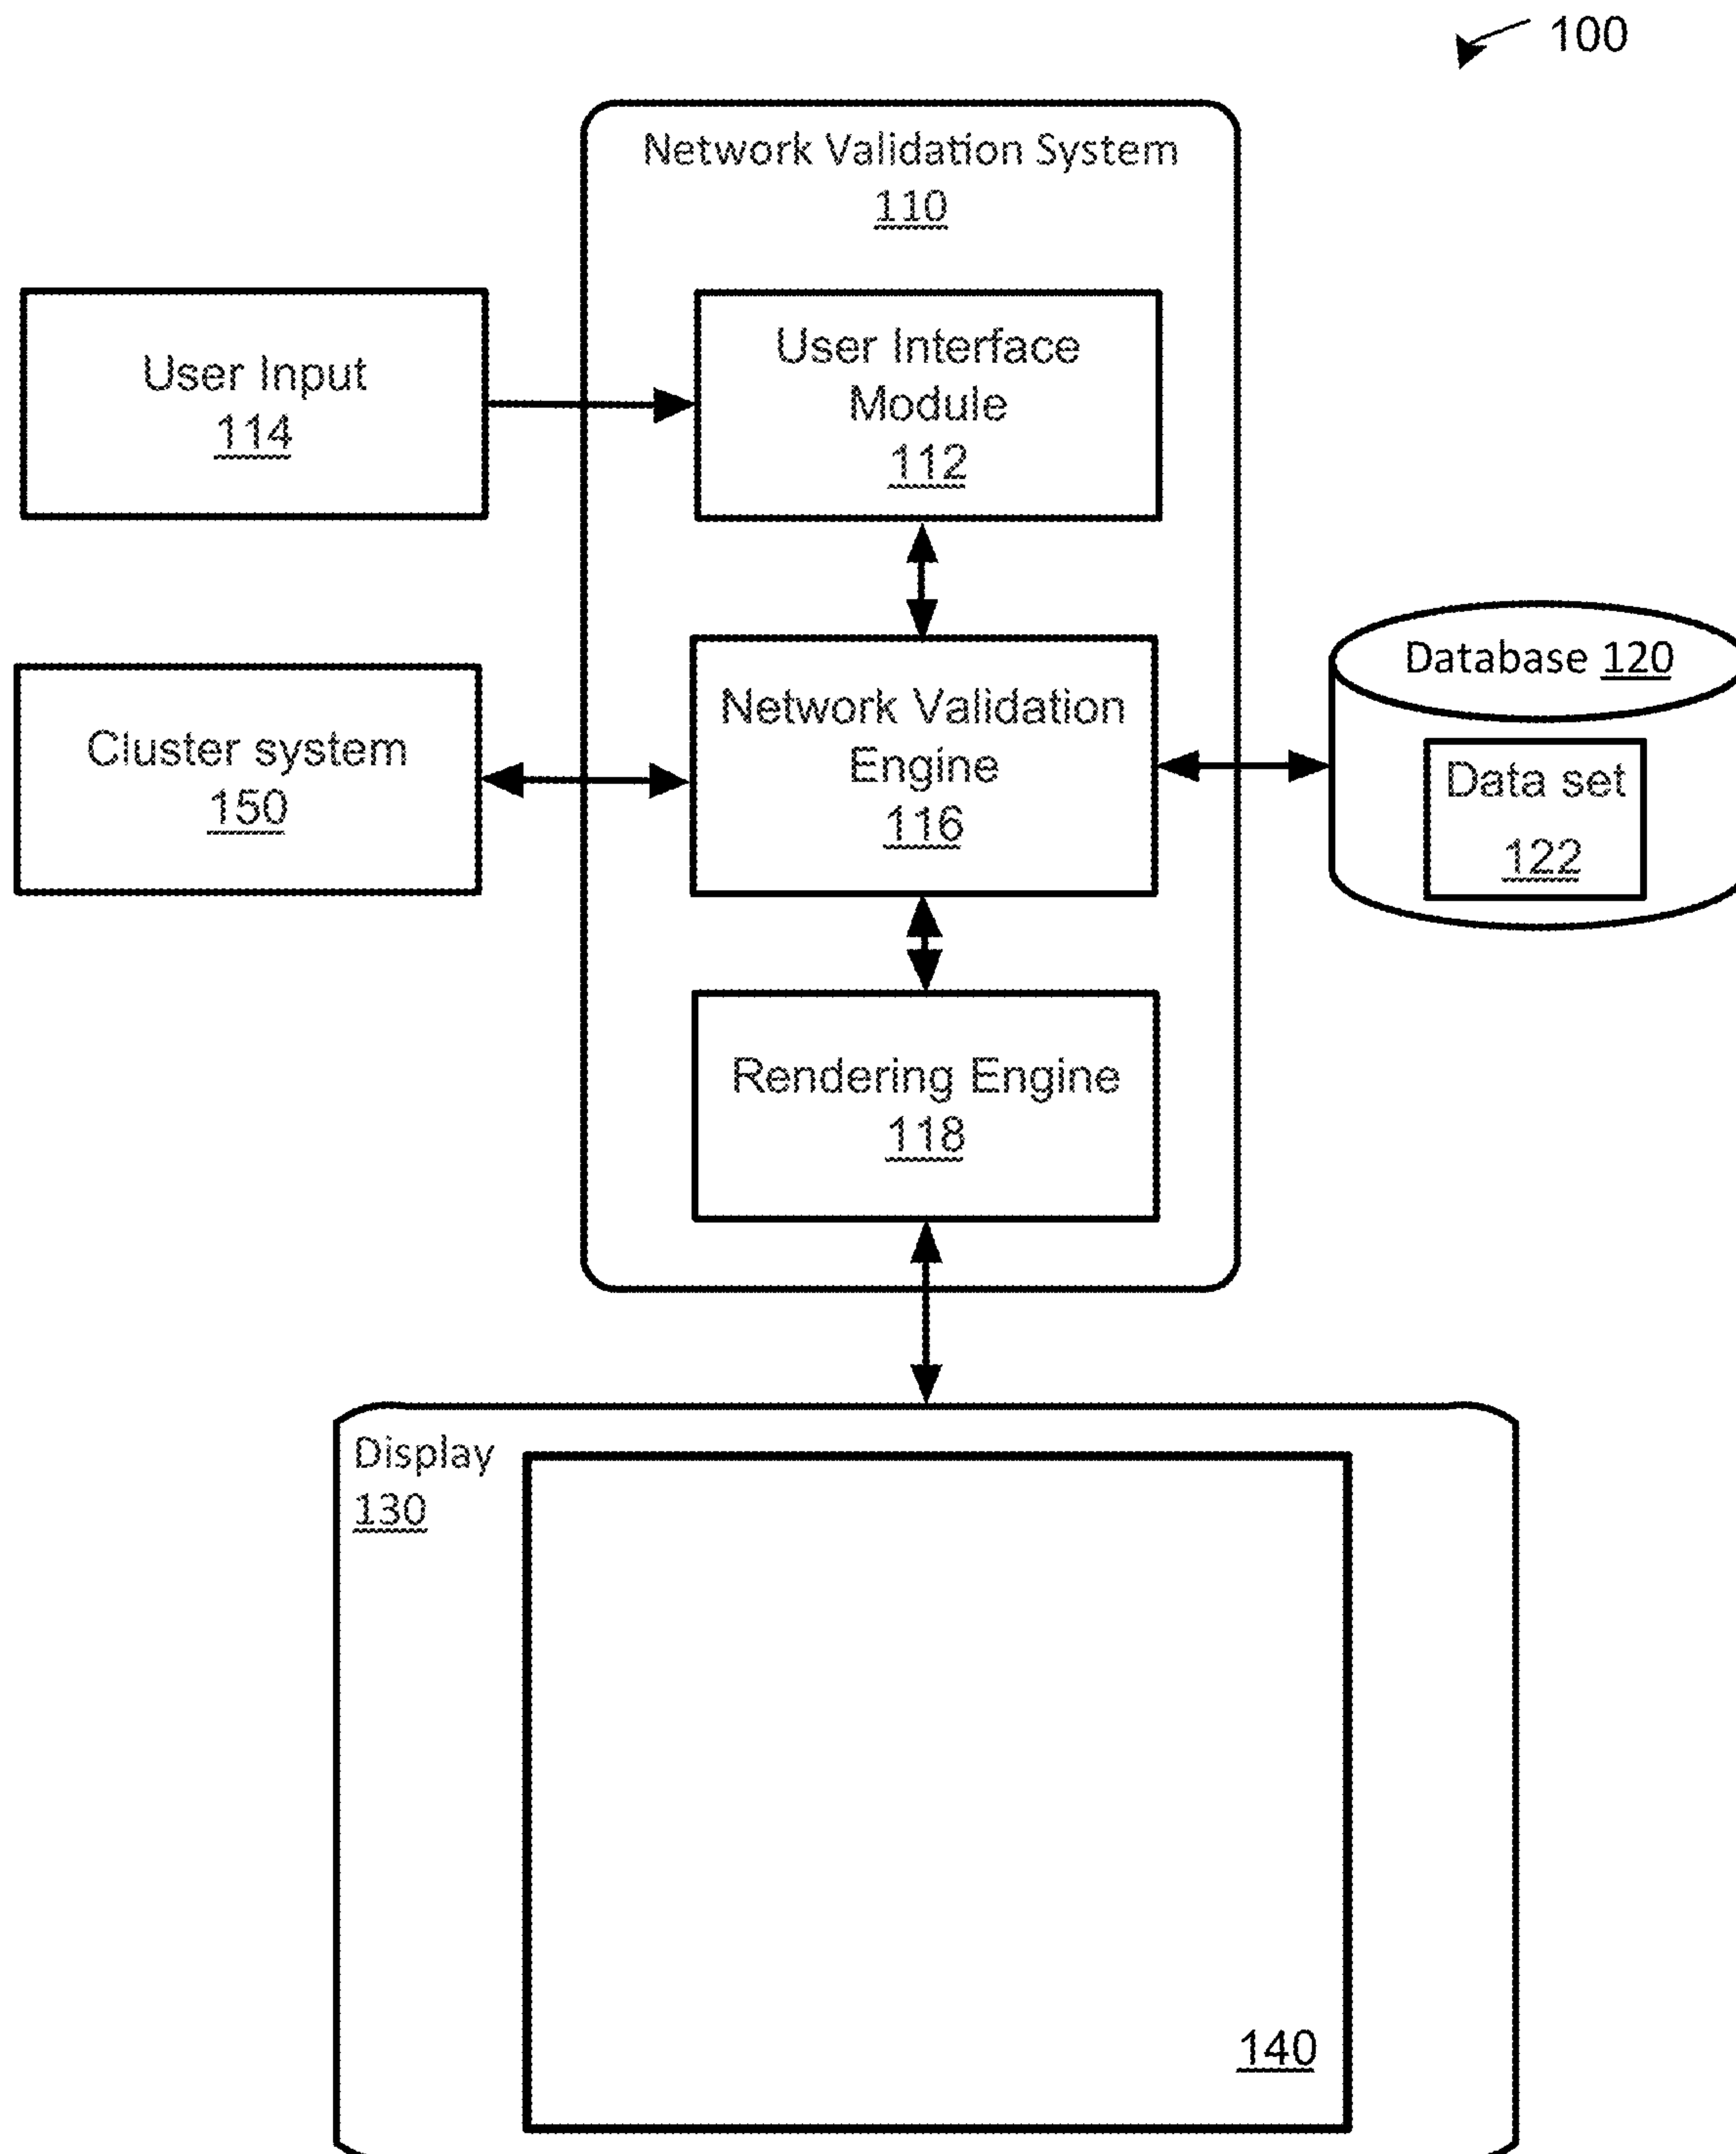 100
Network Validation System
110
User Input
114
User Interface
Module
112
Cluster system
150
Network Validation
Engine
116
Database 120
Data set
122
Rendering Engine
118
Display
130
140